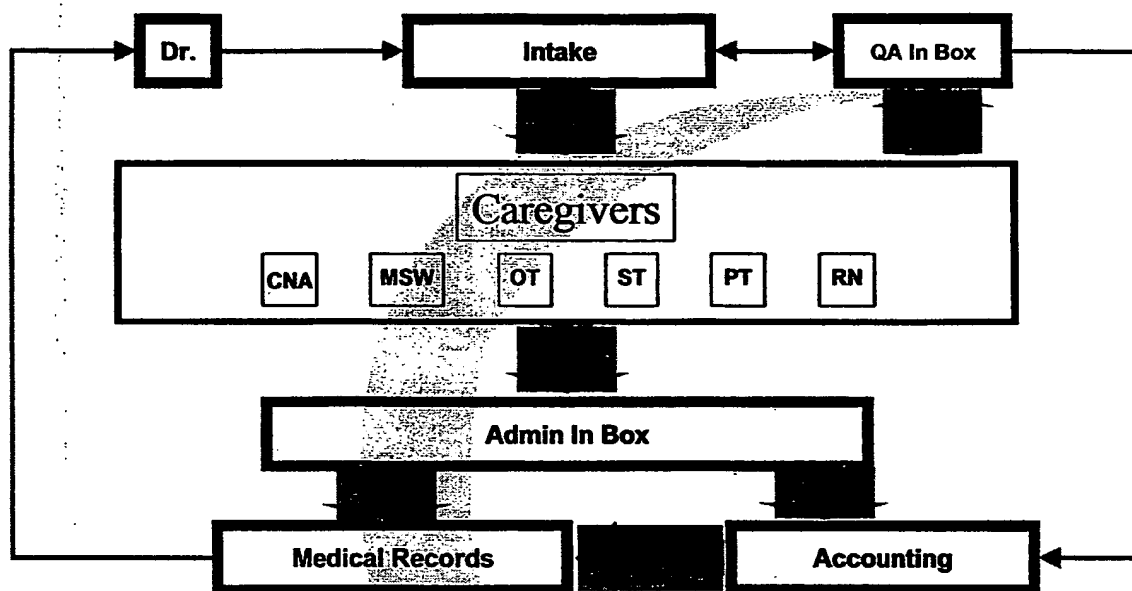 Dr.
Intake
QA In Box
Caregivers
CNA
MSW
OT
ST
PT
RN
Admin In Box
Medical Records
Accounting